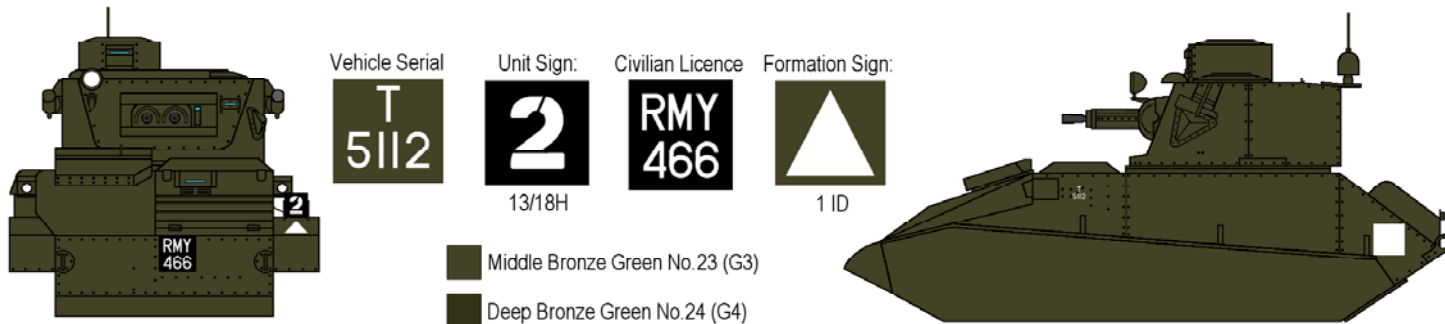 Vehicle Serial
T
5112
Unit Sign:
2
13/18H
Civilian Licence
RMY
466
Formation Sign:
1 ID
Middle Bronze Green No.23 (G3)
Deep Bronze Green No.24 (G4)
2
RMY
466
T
5112